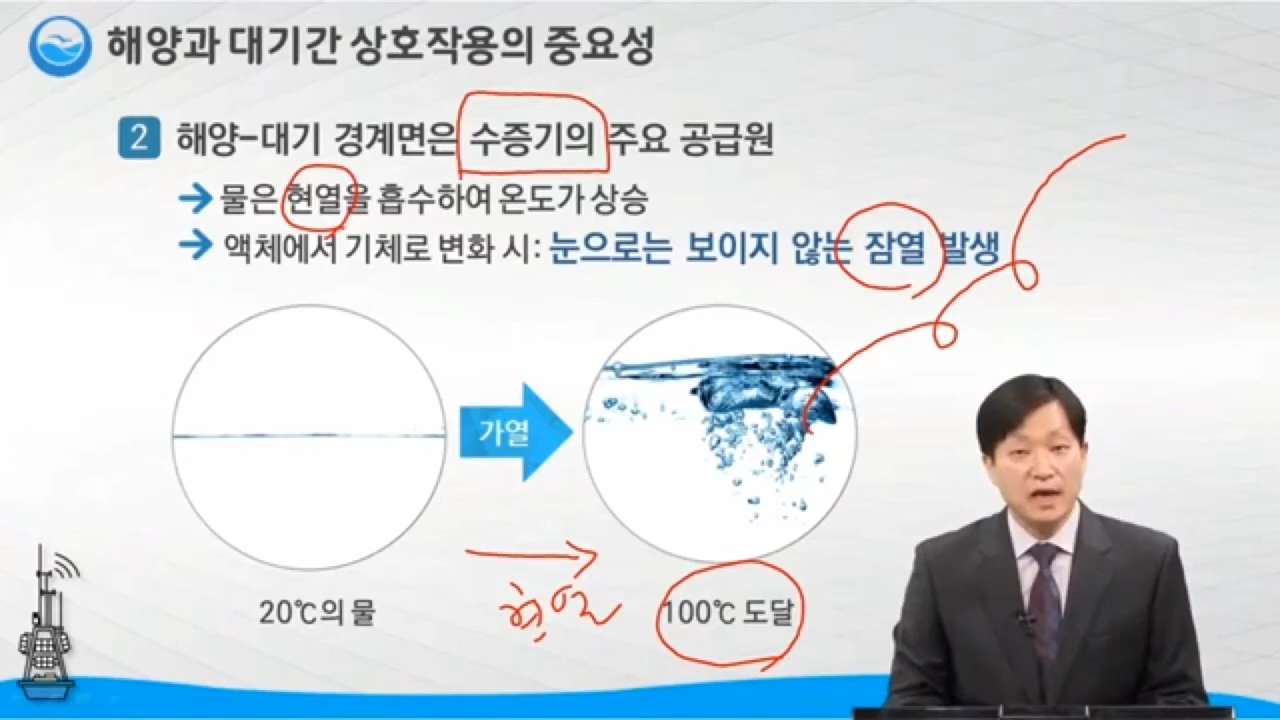 해양과 대기간 상호작용의 중요성
2 해양-대기 경계면은 수증기의 주요 공급원
→ 물은 현열을 흡수하여 온도가 상승
→ 액체에서 기체로 변화 시: 눈으로는 보이지 않는 잠열 발생
가열
현열
20℃의 물
100℃ 도달